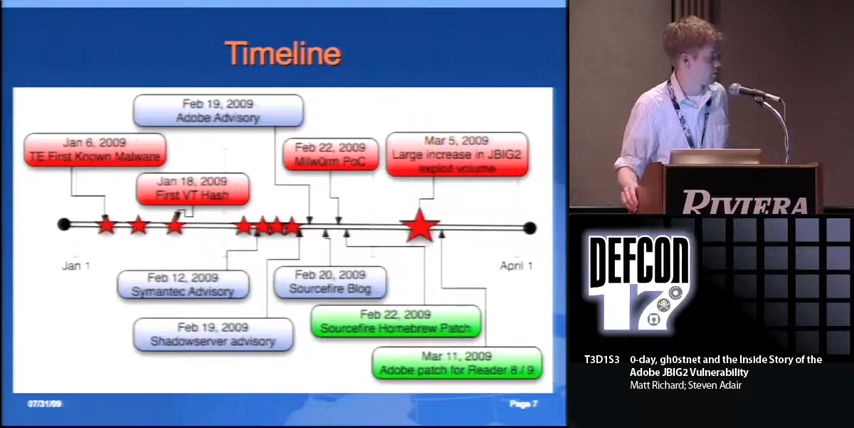 Timeline
Feb 19, 2009
Adobe Advisory
Jan 6, 2009
TE First Known Malware
Feb 22, 2009
Milw0rm PoC
Mar 5, 2009
Large increase in JBIG2
exploit volume
Jan 18, 2009
First VT Hash
Jan 1
April 1
Feb 12, 2009
Symantec Advisory
Feb 20, 2009
Sourcefire Blog
Feb 19, 2009
Shadowserver advisory
Feb 22, 2009
Sourcefire Homebrew Patch
Mar 11, 2009
Adobe patch for Reader 8 / 9
07/31/09
Page 7
RIVIERA
DEFCON
17
T3D1S3 0-day, gh0stnet and the Inside Story of the
Adobe JBIG2 Vulnerability
Matt Richard; Steven Adair